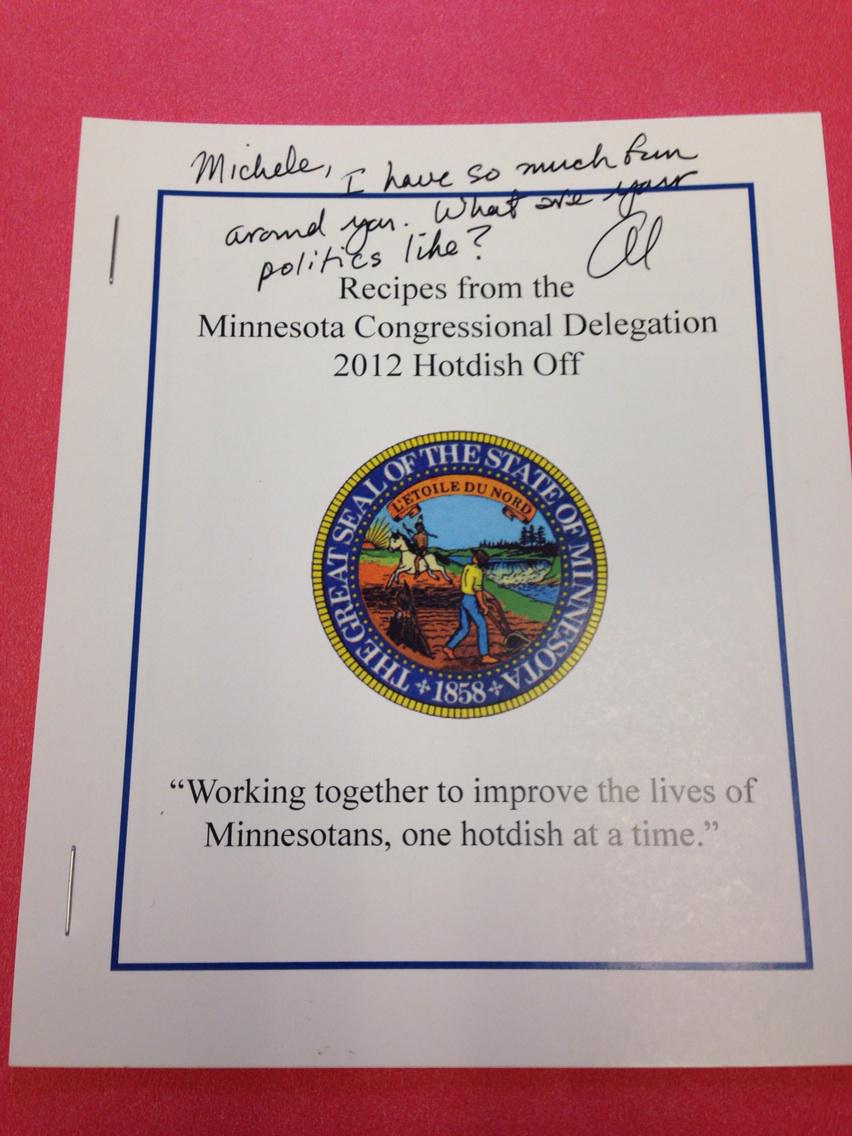 Michele, I have so much fun
around you. What are your
politics like? Al
Recipes from the
Minnesota Congressional Delegation
2012 Hotdish Off
THE GREAT SEAL OF THE STATE OF MINNESOTA
L'ETOILE DU NORD
1858
“Working together to improve the lives of
Minnesotans, one hotdish at a time.”